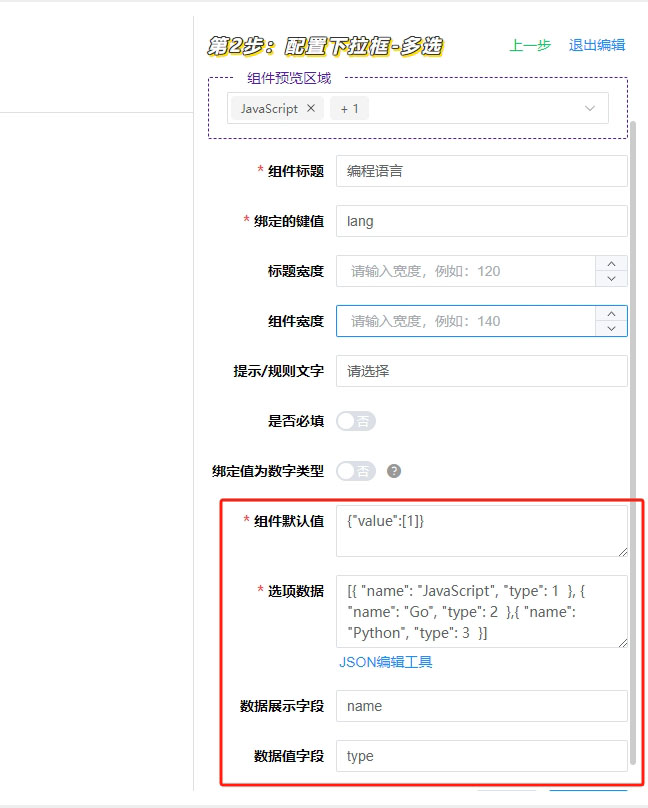 第2步：配置下拉框-多选 上一步 退出编辑
组件预览区域
JavaScript × + 1
* 组件标题 编程语言
* 绑定的键值 lang
标题宽度 请输入宽度，例如：120
组件宽度 请输入宽度，例如：140
提示/规则文字 请选择
是否必填 否
绑定值为数字类型 否 ?
* 组件默认值 {"value":[1]}
* 选项数据 [{ "name": "JavaScript", "type": 1 }, {
"name": "Go", "type": 2 },{ "name":
"Python", "type": 3 }]
JSON编辑工具
数据展示字段 name
数据值字段 type